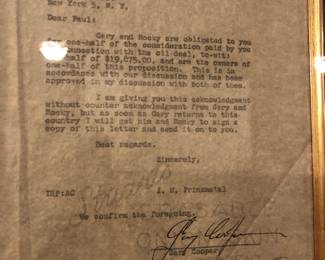 New York 5, N. Y.
Dear Paul:
Gary and Rocky are obligated to you
for one-half of the consideration paid by you
in connection with the oil deal, to-wit:
half of $19,675.00, and are the owners of
one-half of this proposition. This is in
accordance with our discussion and has been
approved in my discussion with both of them.
I am giving you this acknowledgment
without counter acknowledgment from Gary and
Rocky, but as soon as Gary returns to this
country I will get him and Rocky to sign a
copy of this letter and send it on to you.
Best regards.
Sincerely,
I. H. Prinzmetal
IHP:AC
We confirm the foregoing.
Gary Cooper
Gary Cooper